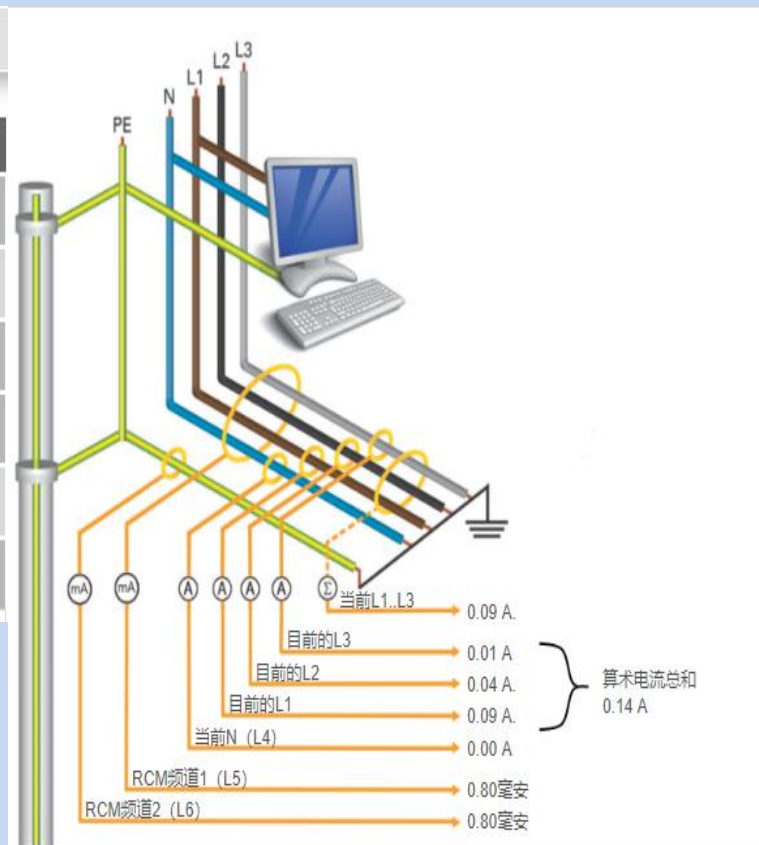 L3
L2
L1
N
PE
mA
mA
A
A
A
A
Σ
当前L1..L3
0.09 A.
目前的L3
0.01 A
目前的L2
0.04 A.
算术电流总和
0.14 A
目前的L1
0.09 A.
当前N（L4）
0.00 A
RCM频道1（L5）
0.80毫安
RCM频道2（L6）
0.80毫安